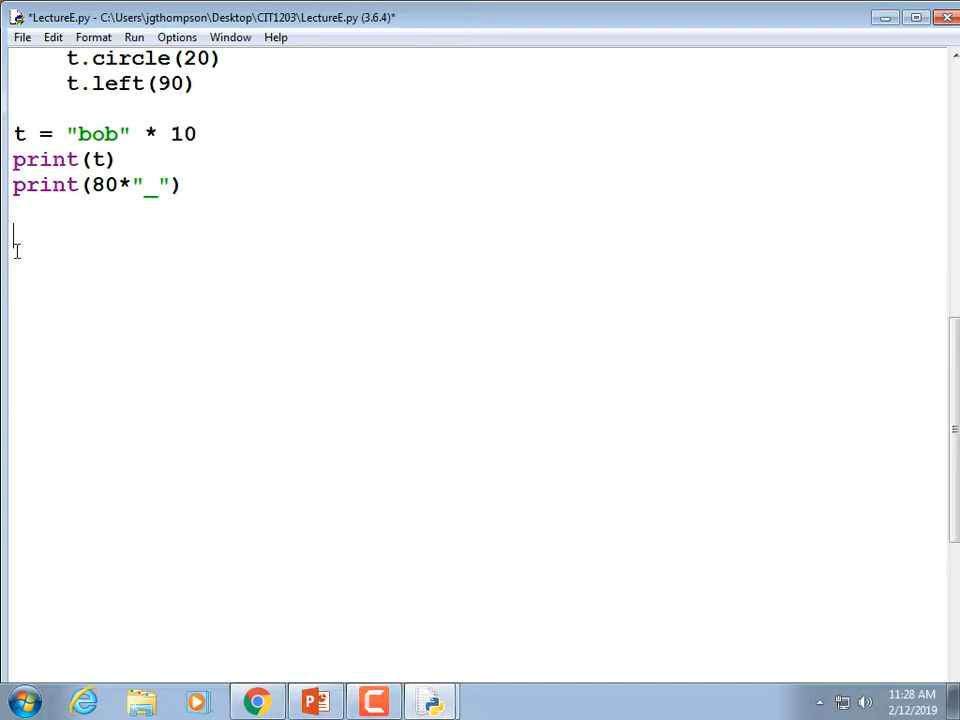 *LectureE.py - C:\Users\jgthompson\Desktop\CIT1203\LectureE.py (3.6.4)*
File Edit Format Run Options Window Help
    t.circle(20)
    t.left(90)
t = "bob" * 10
print(t)
print(80*"_")
11:28 AM
2/12/2019